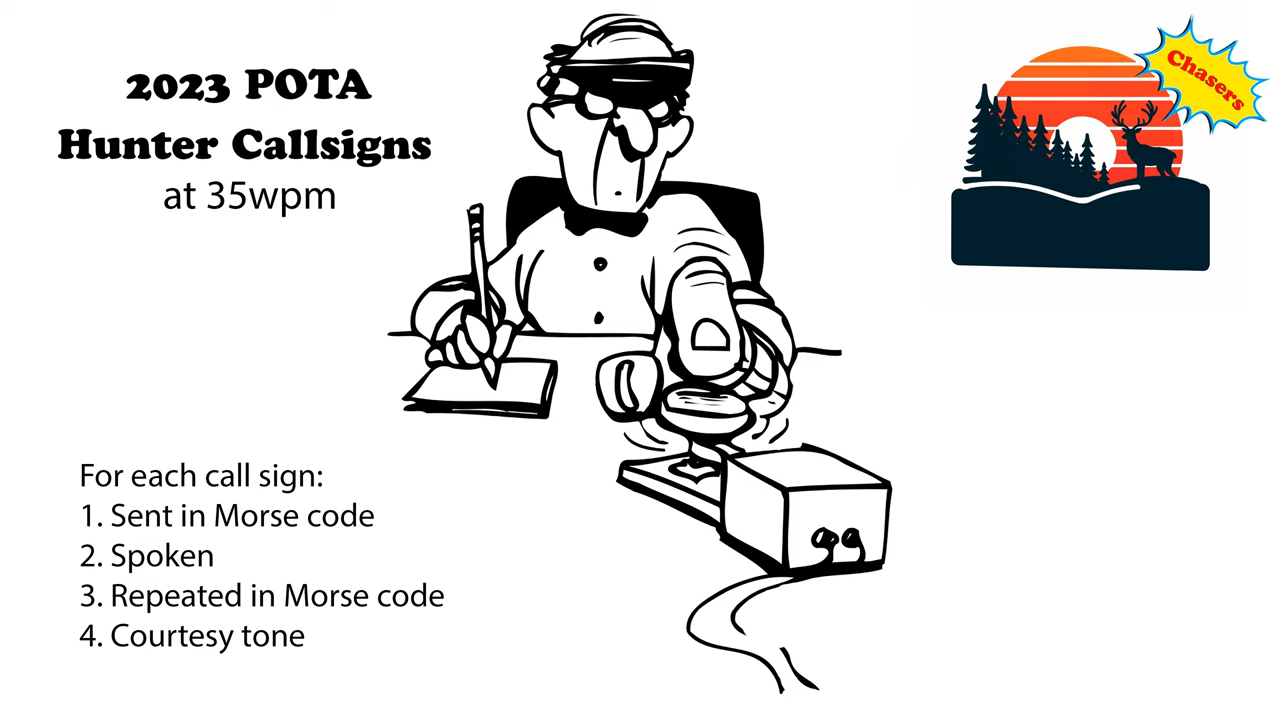 2023 POTA
Hunter Callsigns
at 35wpm
Chasers
For each call sign:
1. Sent in Morse code
2. Spoken
3. Repeated in Morse code
4. Courtesy tone